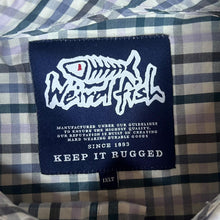 Weird fish
MANUFACTURED UNDER OUR GUIDELINES
TO ENSURE THE HIGHEST QUALITY.
OUR REPUTATION IS BUILT ON CREATING
HARD WEARING DURABLE GOODS
SINCE 1893
KEEP IT RUGGED